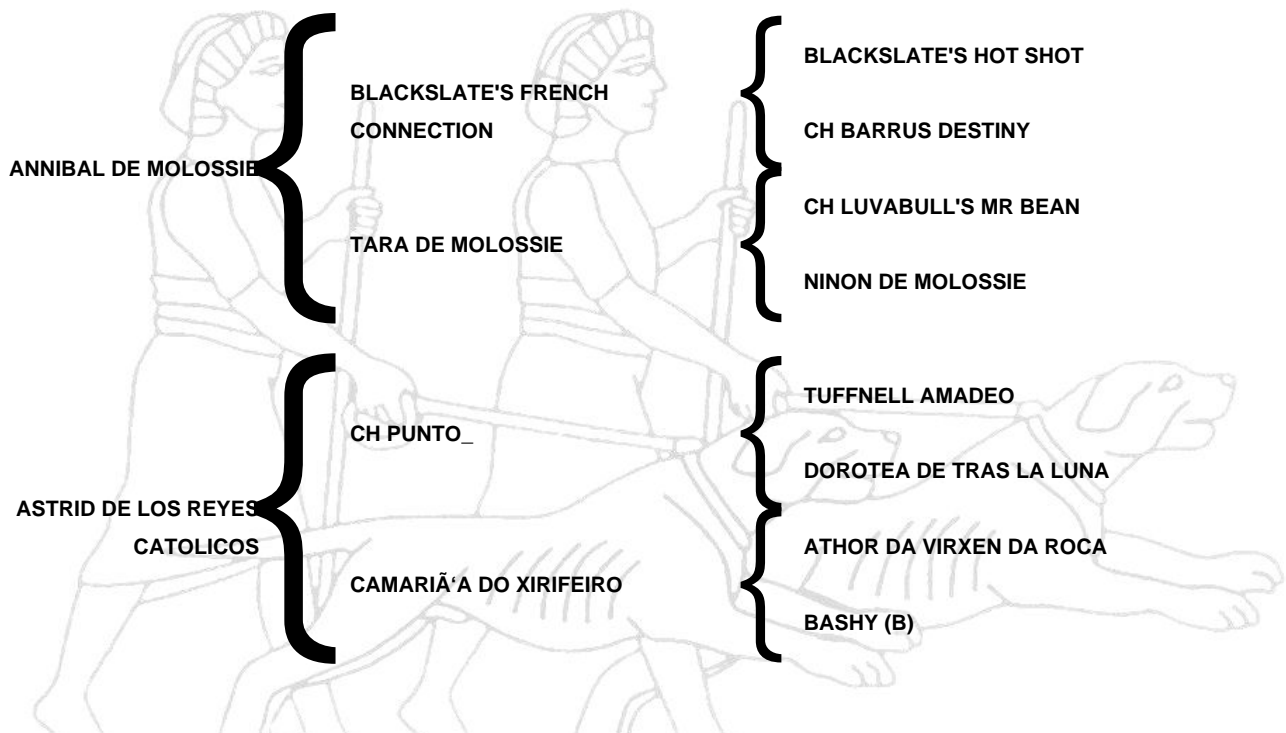 ANNIBAL DE MOLOSSIE
BLACKSLATE'S FRENCH
CONNECTION
BLACKSLATE'S HOT SHOT
CH BARRUS DESTINY
TARA DE MOLOSSIE
CH LUVABULL'S MR BEAN
NINON DE MOLOSSIE
ASTRID DE LOS REYES
CATOLICOS
CH PUNTO_
TUFFNELL AMADEO
DOROTEA DE TRAS LA LUNA
CAMARIÃ‘A DO XIRIFEIRO
ATHOR DA VIRXEN DA ROCA
BASHY (B)